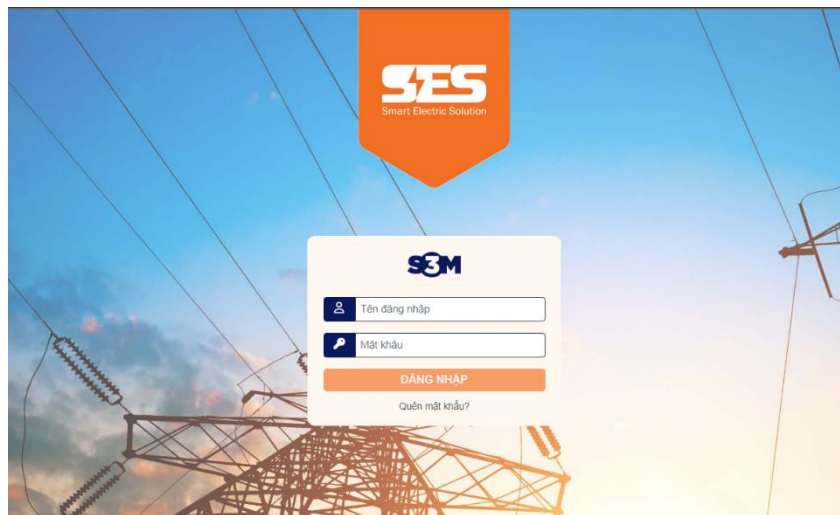 SES
Smart Electric Solution
S3M
Tên đăng nhập
Mật khẩu
ĐĂNG NHẬP
Quên mật khẩu?